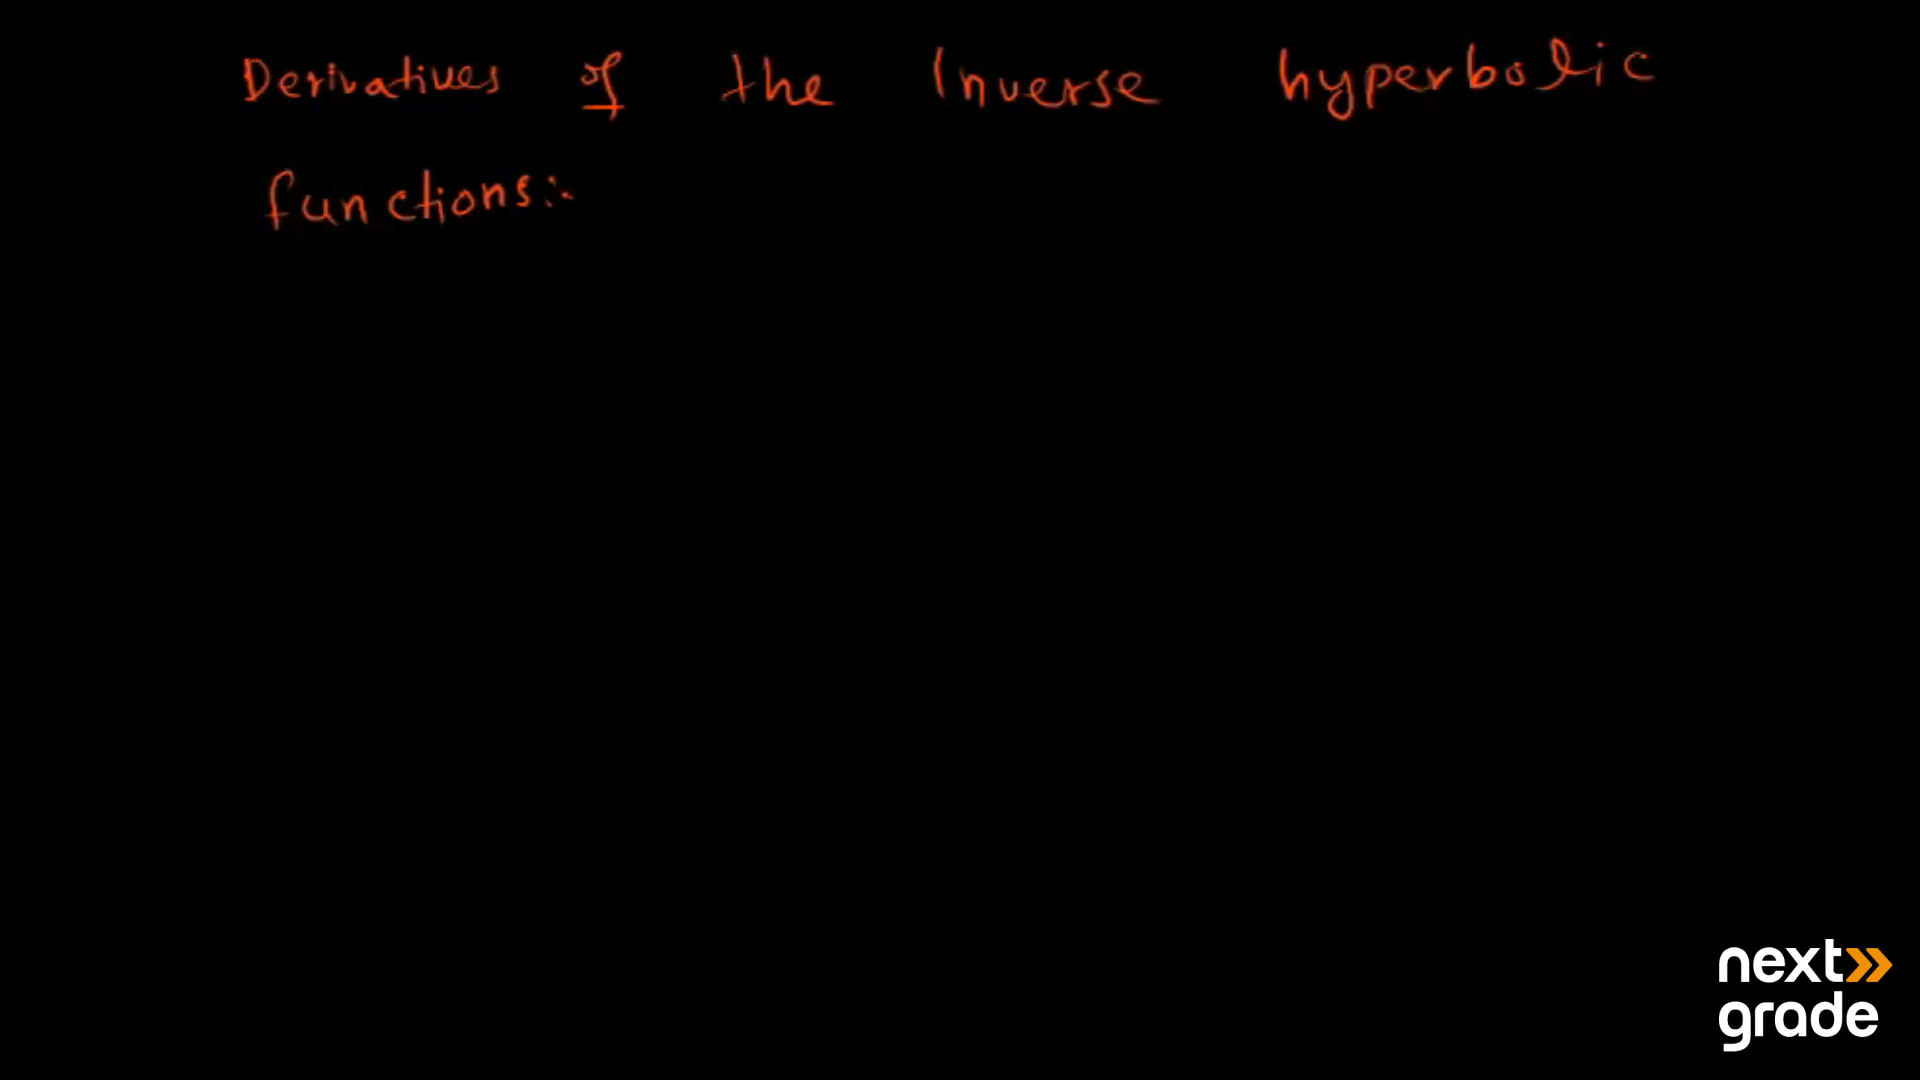 Derivatives of the Inverse hyperbolic
functions:-
next
grade